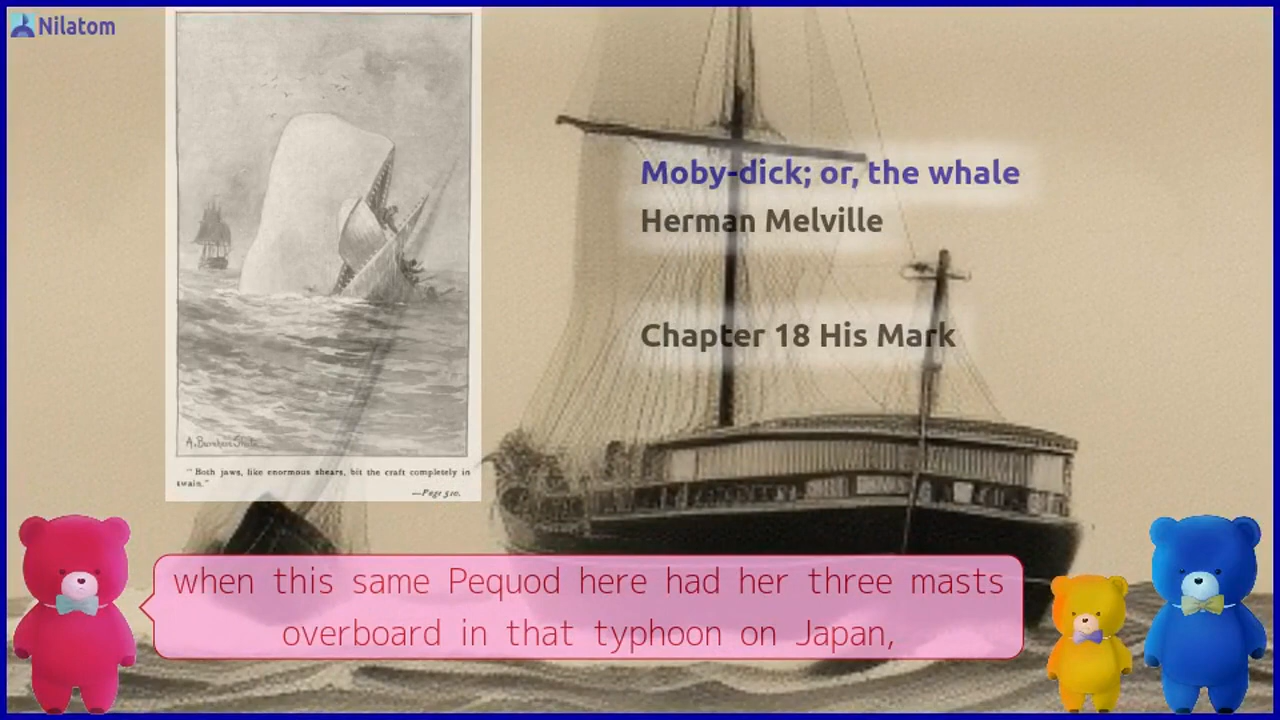 Nilatom
Moby-dick; or, the whale
Herman Melville
Chapter 18 His Mark
A. Burnham Shute
"Both jaws, like enormous shears, bit the craft completely in
twain."
—Page 510.
when this same Pequod here had her three masts
overboard in that typhoon on Japan,